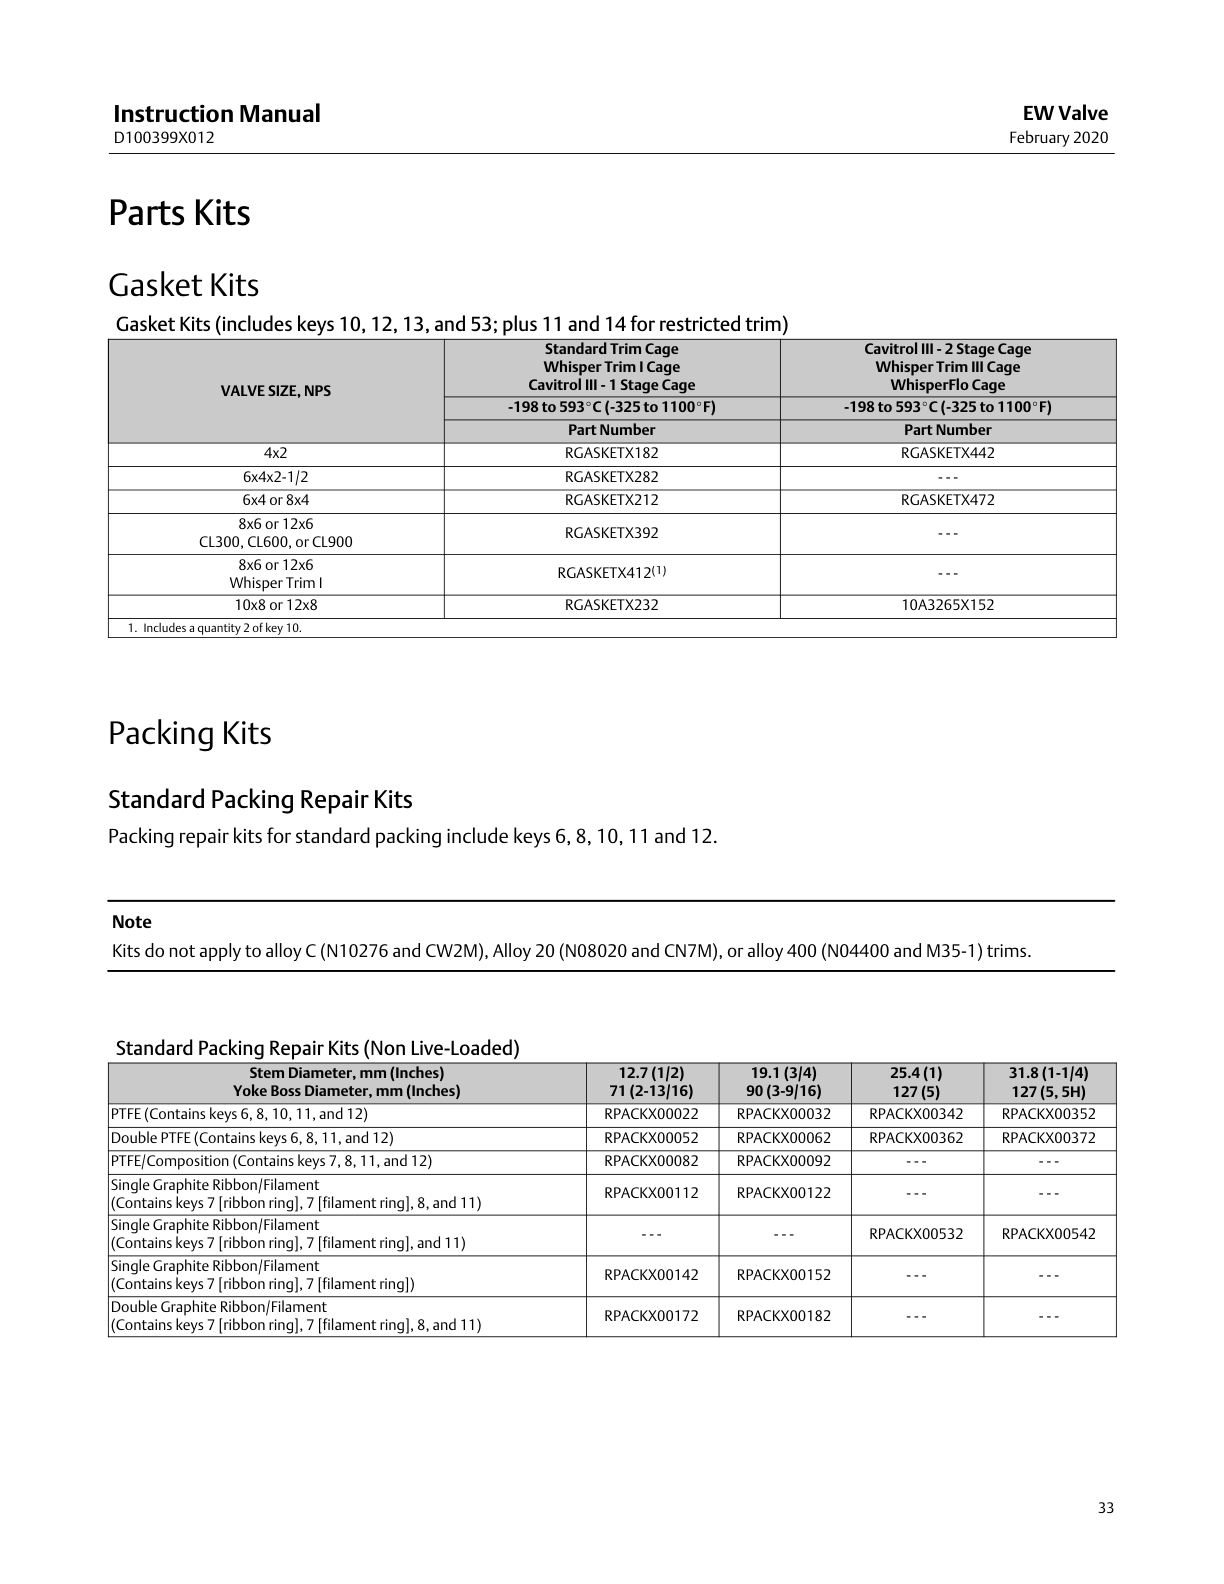 Instruction Manual
D100399X012
EW Valve
February 2020
Parts Kits
Gasket Kits
Gasket Kits (includes keys 10, 12, 13, and 53; plus 11 and 14 for restricted trim)
VALVE SIZE, NPS
Standard Trim Cage
Whisper Trim I Cage
Cavitrol III - 1 Stage Cage
Cavitrol III - 2 Stage Cage
Whisper Trim III Cage
WhisperFlo Cage
-198 to 593°C (-325 to 1100°F) -198 to 593°C (-325 to 1100°F)
Part Number Part Number
4x2 RGASKETX182 RGASKETX442
6x4x2-1/2 RGASKETX282 - - -
6x4 or 8x4 RGASKETX212 RGASKETX472
8x6 or 12x6
CL300, CL600, or CL900
RGASKETX392 - - -
8x6 or 12x6
Whisper Trim I
RGASKETX412(1) - - -
10x8 or 12x8 RGASKETX232 10A3265X152
1. Includes a quantity 2 of key 10.
Packing Kits
Standard Packing Repair Kits
Packing repair kits for standard packing include keys 6, 8, 10, 11 and 12.
Note
Kits do not apply to alloy C (N10276 and CW2M), Alloy 20 (N08020 and CN7M), or alloy 400 (N04400 and M35-1) trims.
Standard Packing Repair Kits (Non Live-Loaded)
Stem Diameter, mm (Inches) 12.7 (1/2) 19.1 (3/4) 25.4 (1) 31.8 (1-1/4)
Yoke Boss Diameter, mm (Inches) 71 (2-13/16) 90 (3-9/16) 127 (5) 127 (5, 5H)
PTFE (Contains keys 6, 8, 10, 11, and 12) RPACKX00022 RPACKX00032 RPACKX00342 RPACKX00352
Double PTFE (Contains keys 6, 8, 11, and 12) RPACKX00052 RPACKX00062 RPACKX00362 RPACKX00372
PTFE/Composition (Contains keys 7, 8, 11, and 12) RPACKX00082 RPACKX00092 - - - - - -
Single Graphite Ribbon/Filament
(Contains keys 7 [ribbon ring], 7 [filament ring], 8, and 11)
RPACKX00112 RPACKX00122 - - - - - -
Single Graphite Ribbon/Filament
(Contains keys 7 [ribbon ring], 7 [filament ring], and 11)
- - - - - - RPACKX00532 RPACKX00542
Single Graphite Ribbon/Filament
(Contains keys 7 [ribbon ring], 7 [filament ring])
RPACKX00142 RPACKX00152 - - - - - -
Double Graphite Ribbon/Filament
(Contains keys 7 [ribbon ring], 7 [filament ring], 8, and 11)
RPACKX00172 RPACKX00182 - - - - - -
33